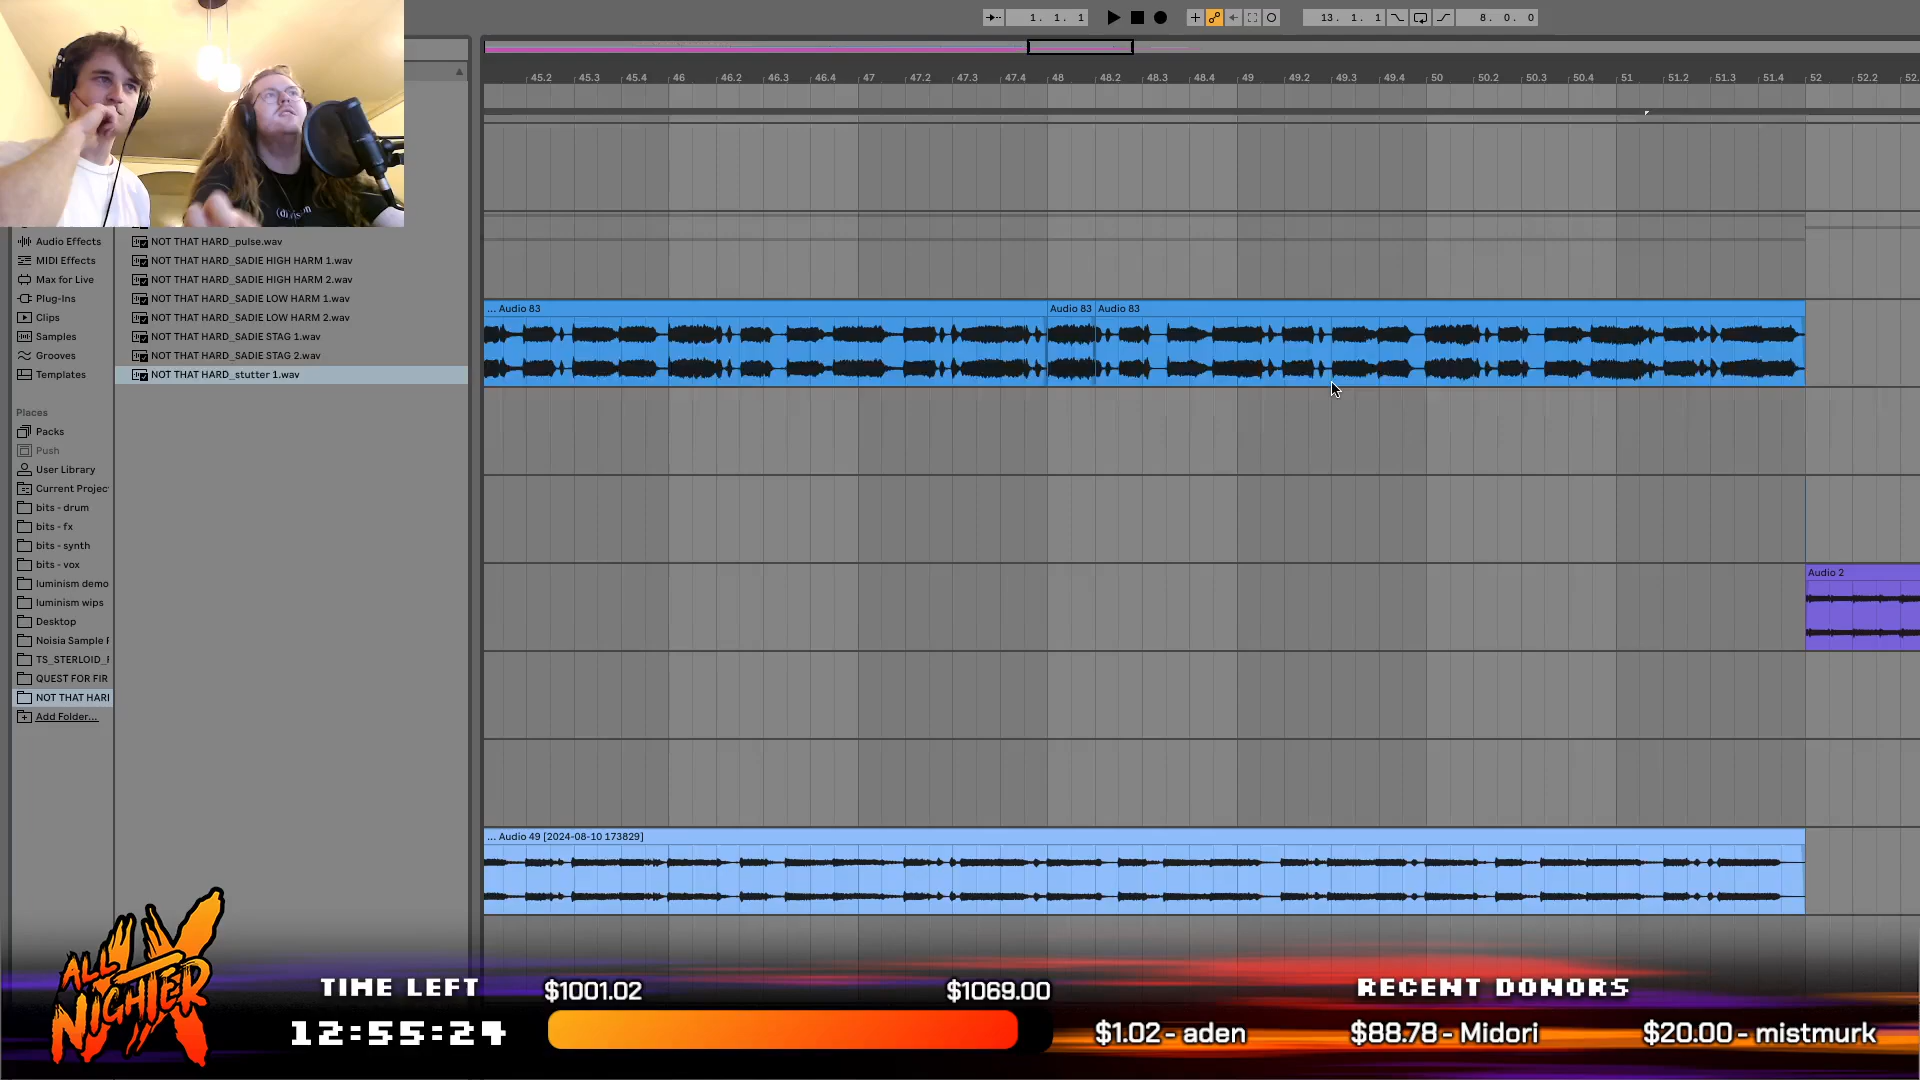 1. 1. 1
13. 1. 1
8. 0. 0
45.2 45.3 45.4 46 46.2 46.3 46.4 47 47.2 47.3 47.4 48 48.2 48.3 48.4 49 49.2 49.3 49.4 50 50.2 50.3 50.4 51 51.2 51.3 51.4 52 52.2 52.
Audio Effects
MIDI Effects
Max for Live
Plug-Ins
Clips
Samples
Grooves
Templates
Places
Packs
Push
User Library
Current Projec
bits - drum
bits - fx
bits - synth
bits - vox
luminism demo
luminism wips
Desktop
Noisia Sample F
TS_STERLOID_F
QUEST FOR FIR
NOT THAT HARI
Add Folder...
NOT THAT HARD_pulse.wav
NOT THAT HARD_SADIE HIGH HARM 1.wav
NOT THAT HARD_SADIE HIGH HARM 2.wav
NOT THAT HARD_SADIE LOW HARM 1.wav
NOT THAT HARD_SADIE LOW HARM 2.wav
NOT THAT HARD_SADIE STAG 1.wav
NOT THAT HARD_SADIE STAG 2.wav
NOT THAT HARD_stutter 1.wav
... Audio 83
Audio 83
Audio 83
Audio 2
... Audio 49 [2024-08-10 173829]
ALL
NIGHTER
TIME LEFT
12:55:24
$1001.02
$1069.00
RECENT DONORS
$1.02 - aden
$88.78 - Midori
$20.00 - mistmurk